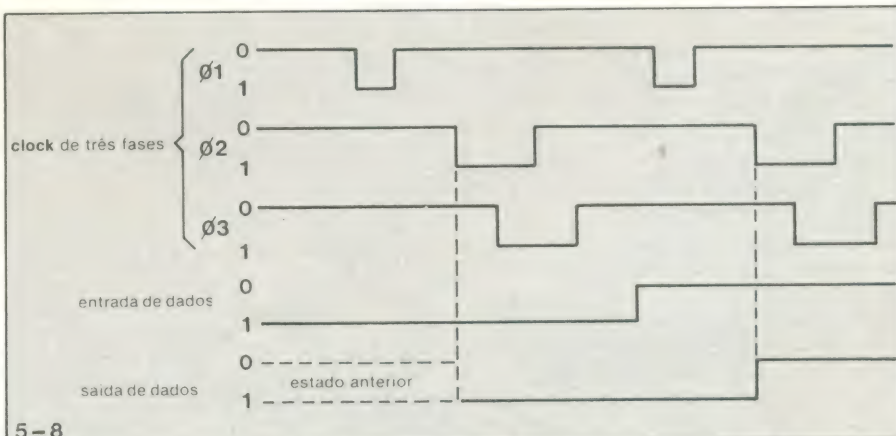 0
Ø1
1
0
clock de três fases
Ø2
1
0
Ø3
1
0
entrada de dados
1
0
saida de dados
estado anterior
1
5-8